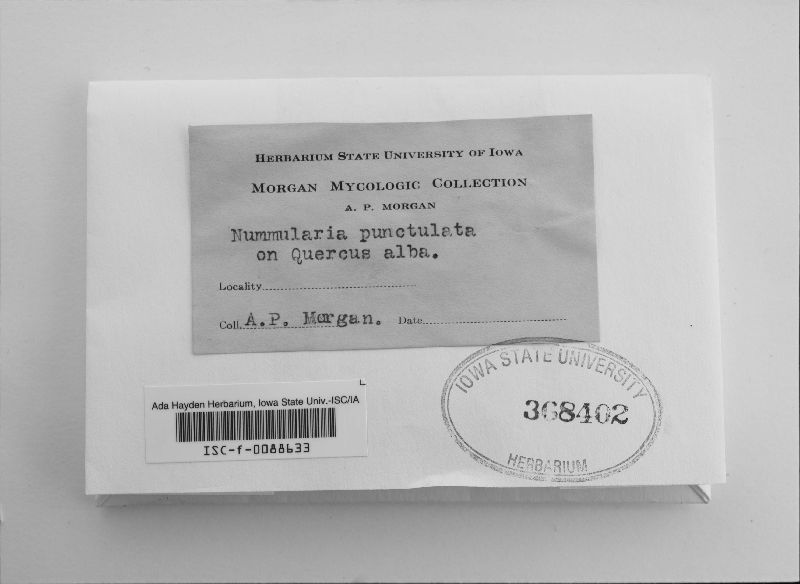 HERBARIUM STATE UNIVERSITY OF IOWA
MORGAN MYCOLOGIC COLLECTION
A. P. MORGAN
Nummularia punctulata
on Quercus alba.
Locality
Coll. A.P. Morgan. Date
Ada Hayden Herbarium, Iowa State Univ.-ISC/IA
ISC-f-0088633
IOWA STATE UNIVERSITY
368402
HERBARIUM